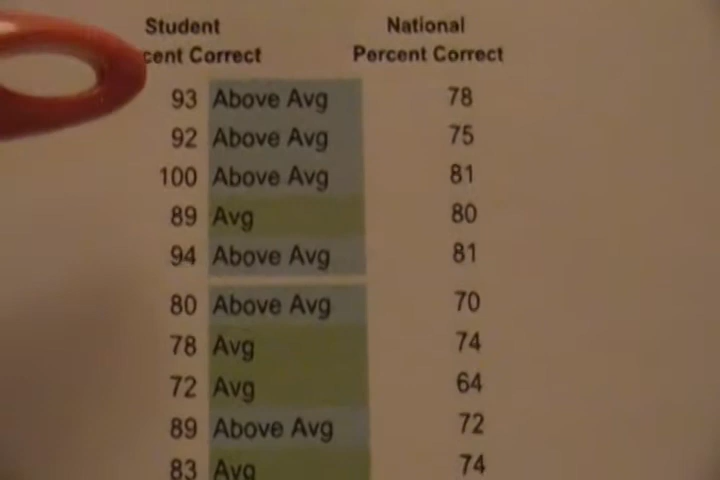 Student National
cent Correct Percent Correct
93 Above Avg 78
92 Above Avg 75
100 Above Avg 81
89 Avg 80
94 Above Avg 81
80 Above Avg 70
78 Avg 74
72 Avg 64
89 Above Avg 72
83 Avg 74